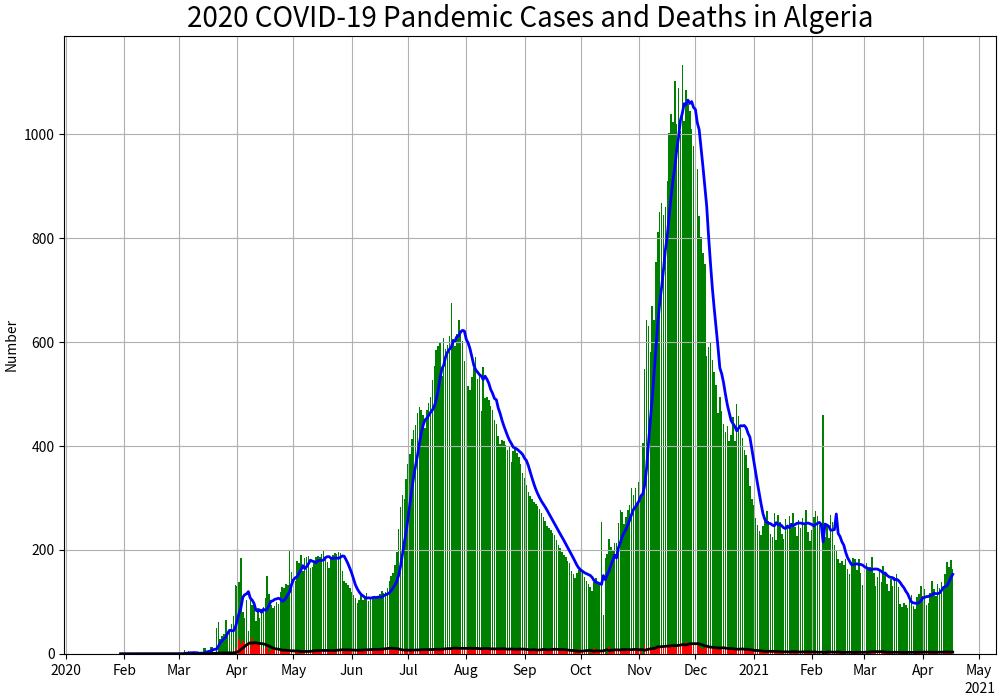 2020 COVID-19 Pandemic Cases and Deaths in Algeria
Number
1000
800
600
400
200
0
2020 Feb Mar Apr May Jun Jul Aug Sep Oct Nov Dec 2021 Feb Mar Apr May
2021